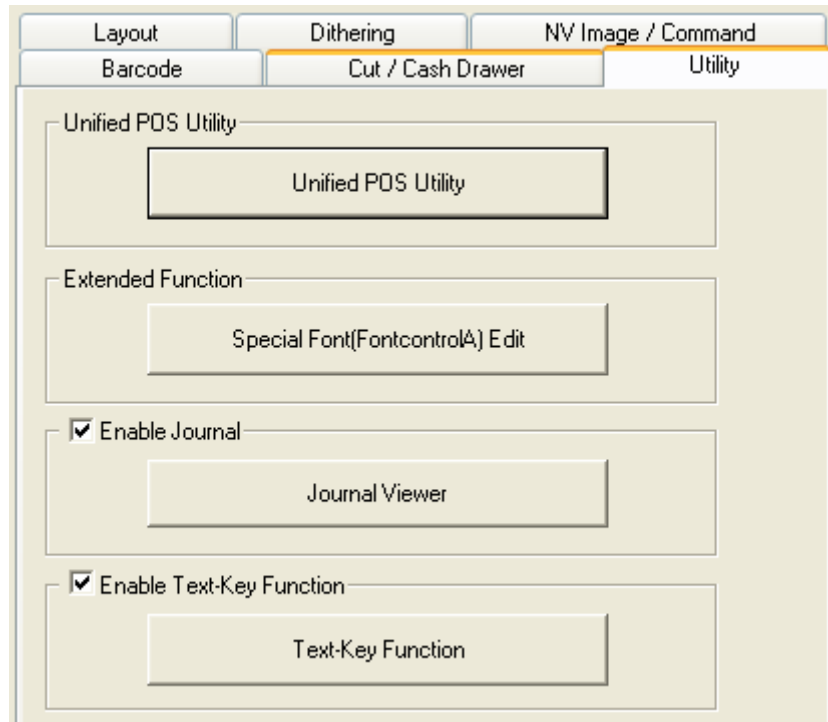 Layout Dithering NV Image / Command
Barcode Cut / Cash Drawer Utility
Unified POS Utility
Unified POS Utility
Extended Function
Special Font(FontcontrolA) Edit
Enable Journal
Journal Viewer
Enable Text-Key Function
Text-Key Function